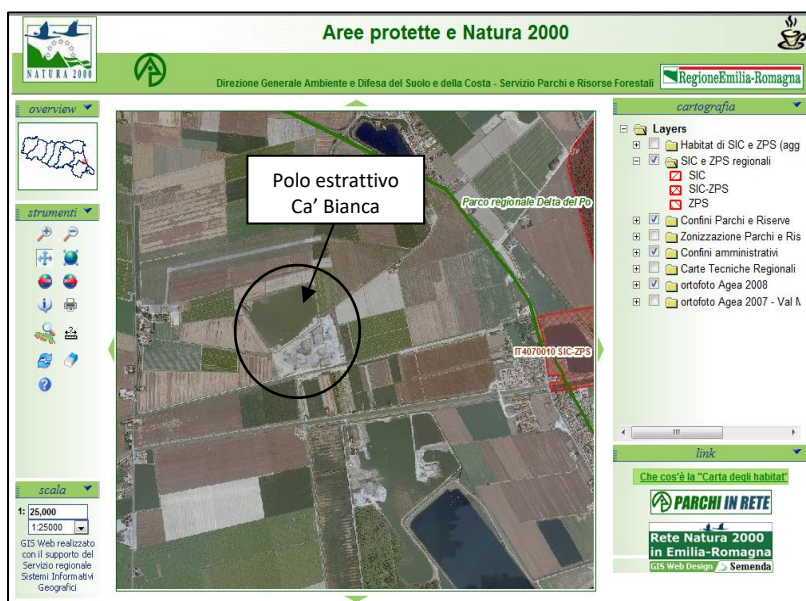 Aree protette e Natura 2000
NATURA 2000
Direzione Generale Ambiente e Difesa del Suolo e della Costa - Servizio Parchi e Risorse Forestali
RegioneEmilia-Romagna
overview
strumenti
scala
1: 25,000
1:25000
GIS Web realizzato
con il supporto del
Servizio regionale
Sistemi Informativi
Geografici
Polo estrattivo
Ca' Bianca
Parco regionale Delta del Po
IT4070010 SIC-ZPS
cartografia
Layers
Habitat di SIC e ZPS (agg
SIC e ZPS regionali
SIC
SIC-ZPS
ZPS
Confini Parchi e Riserve
Zonizzazione Parchi e Ris
Confini amministrativi
Carte Tecniche Regionali
ortofoto Agea 2008
ortofoto Agea 2007 - Val M
link
Che cos'è la "Carta degli habitat"
PARCHI IN RETE
Rete Natura 2000
in Emilia-Romagna
GIS Web Design Semenda